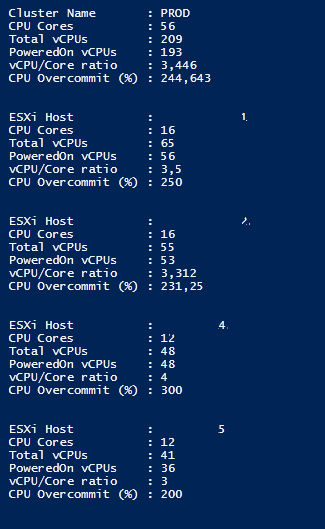 Cluster Name : PROD
CPU Cores : 56
Total vCPUs : 209
PoweredOn vCPUs : 193
vCPU/Core ratio : 3,446
CPU Overcommit (%) : 244,643
ESXi Host : 1.
CPU Cores : 16
Total vCPUs : 65
PoweredOn vCPUs : 56
vCPU/Core ratio : 3,5
CPU Overcommit (%) : 250
ESXi Host : 2.
CPU Cores : 16
Total vCPUs : 55
PoweredOn vCPUs : 53
vCPU/Core ratio : 3,312
CPU Overcommit (%) : 231,25
ESXi Host : 4.
CPU Cores : 12
Total vCPUs : 48
PoweredOn vCPUs : 48
vCPU/Core ratio : 4
CPU Overcommit (%) : 300
ESXi Host : 5
CPU Cores : 12
Total vCPUs : 41
PoweredOn vCPUs : 36
vCPU/Core ratio : 3
CPU Overcommit (%) : 200